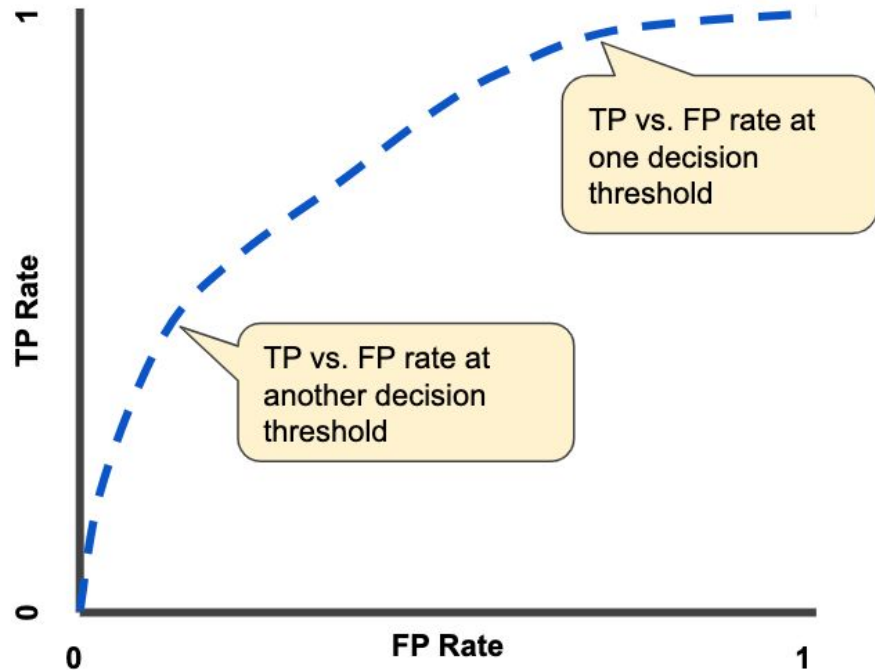 1
TP vs. FP rate at
one decision
threshold
TP Rate
TP vs. FP rate at
another decision
threshold
0
0
FP Rate
1